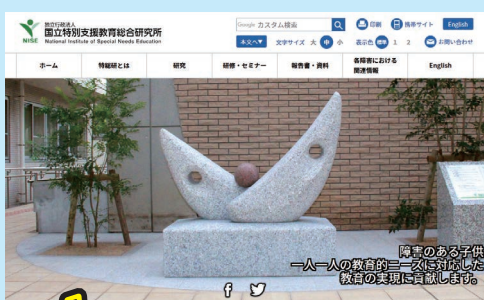 独立行政法人
国立特別支援教育総合研究所
NISE National Institute of Special Needs Education
Google カスタム検索
印刷
携帯サイト
English
本文へ▼
文字サイズ 大 中 小
表示色 標準 1 2
お問い合わせ
ホーム
特総研とは
研究
研修・セミナー
報告書・資料
各障害における
関連情報
English
障害のある子供
一人一人の教育的ニーズに対応した
教育の実現に貢献します。